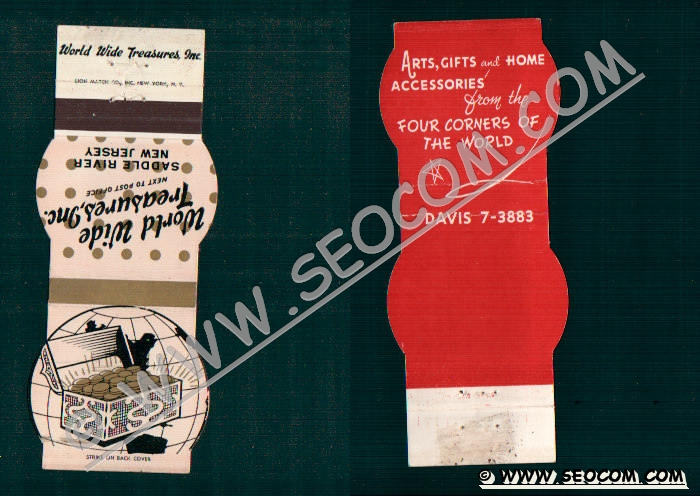 World Wide Treasures, Inc.
LION MATCH CO., INC. NEW YORK, N. Y.
World Wide
Treasures, Inc.
NEXT TO POST OFFICE
SADDLE RIVER
NEW JERSEY
STRIKE ON BACK COVER
ARTS, GIFTS and HOME
ACCESSORIES
from the
FOUR CORNERS OF
THE WORLD
DAVIS 7-3883
WWW.SEOCOM.COM
© WWW.SEOCOM.COM